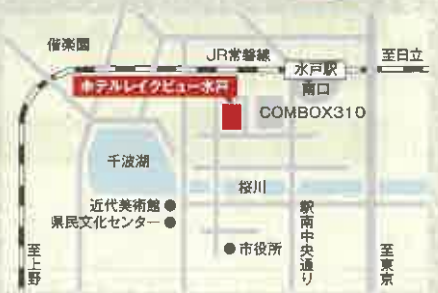 偕楽園
JR常磐線
水戸駅
至日立
ホテルレイクビュー水戸
南口
COMBOX310
千波湖
桜川
近代美術館
県民文化センター
市役所
駅南中央通り
至上野
至東京